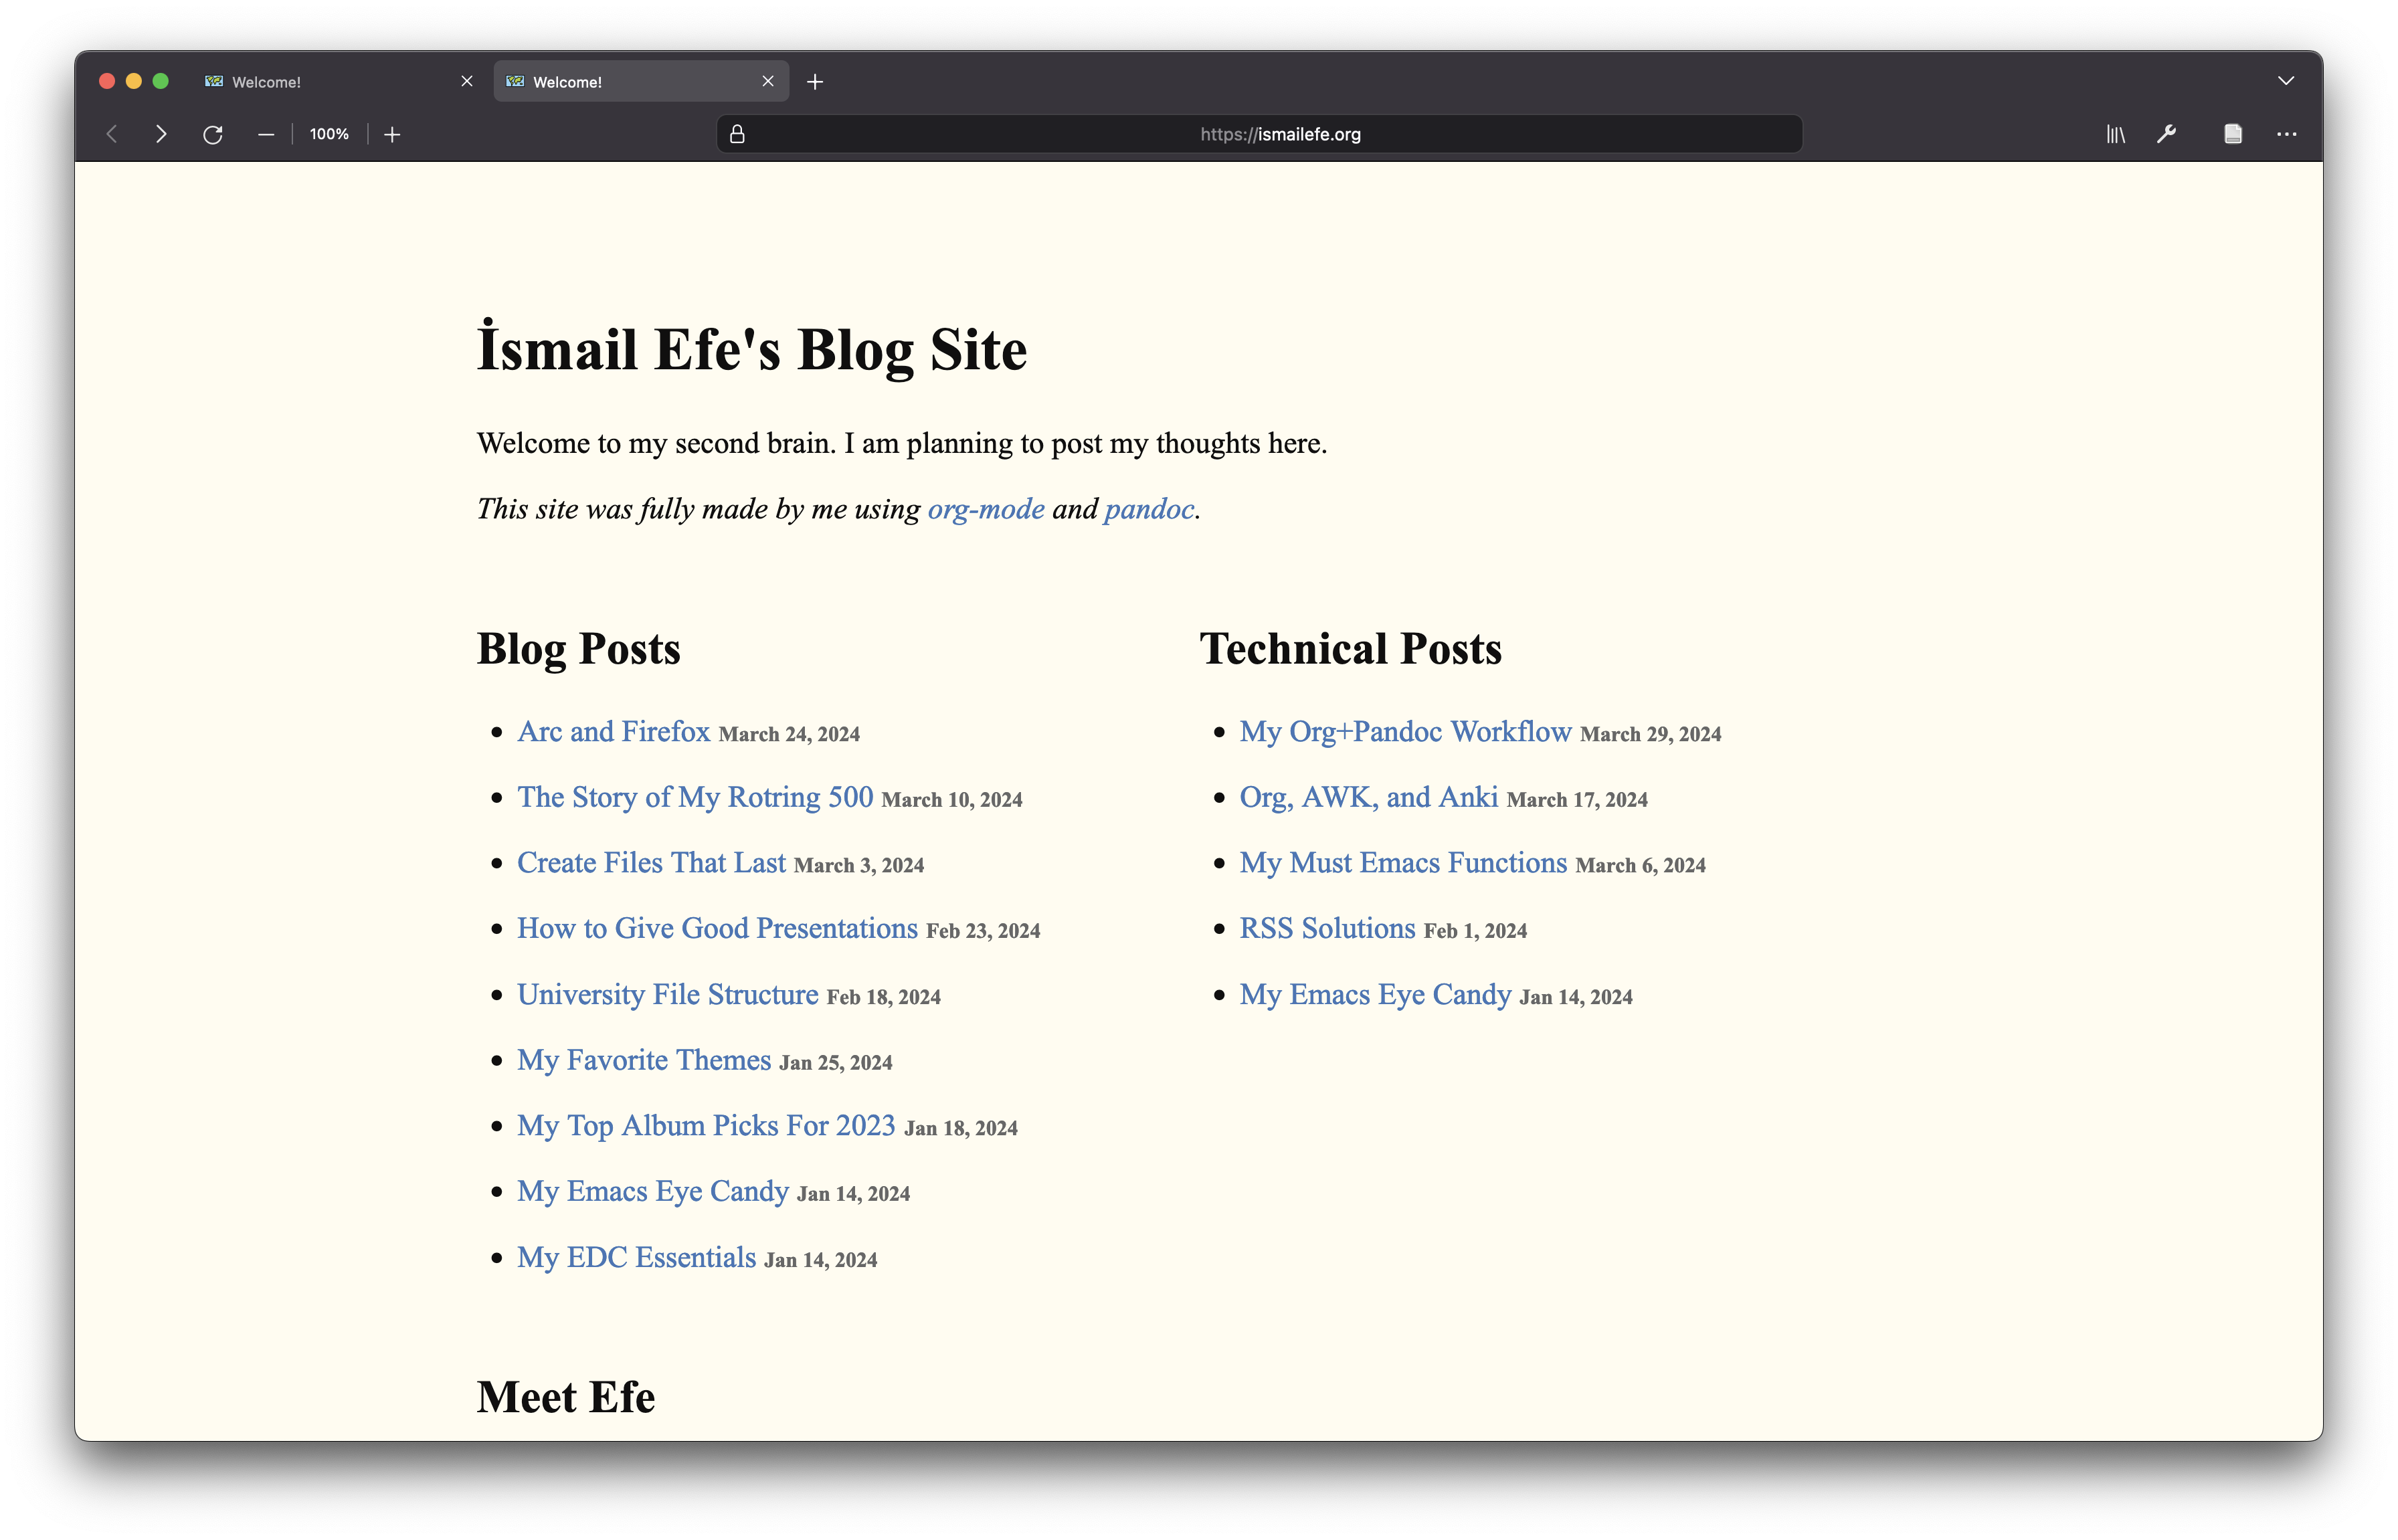 Welcome!
Welcome!
100%
https://ismailefe.org
İsmail Efe's Blog Site
Welcome to my second brain. I am planning to post my thoughts here.
This site was fully made by me using org-mode and pandoc.
Blog Posts
Arc and Firefox March 24, 2024
The Story of My Rotring 500 March 10, 2024
Create Files That Last March 3, 2024
How to Give Good Presentations Feb 23, 2024
University File Structure Feb 18, 2024
My Favorite Themes Jan 25, 2024
My Top Album Picks For 2023 Jan 18, 2024
My Emacs Eye Candy Jan 14, 2024
My EDC Essentials Jan 14, 2024
Technical Posts
My Org+Pandoc Workflow March 29, 2024
Org, AWK, and Anki March 17, 2024
My Must Emacs Functions March 6, 2024
RSS Solutions Feb 1, 2024
My Emacs Eye Candy Jan 14, 2024
Meet Efe